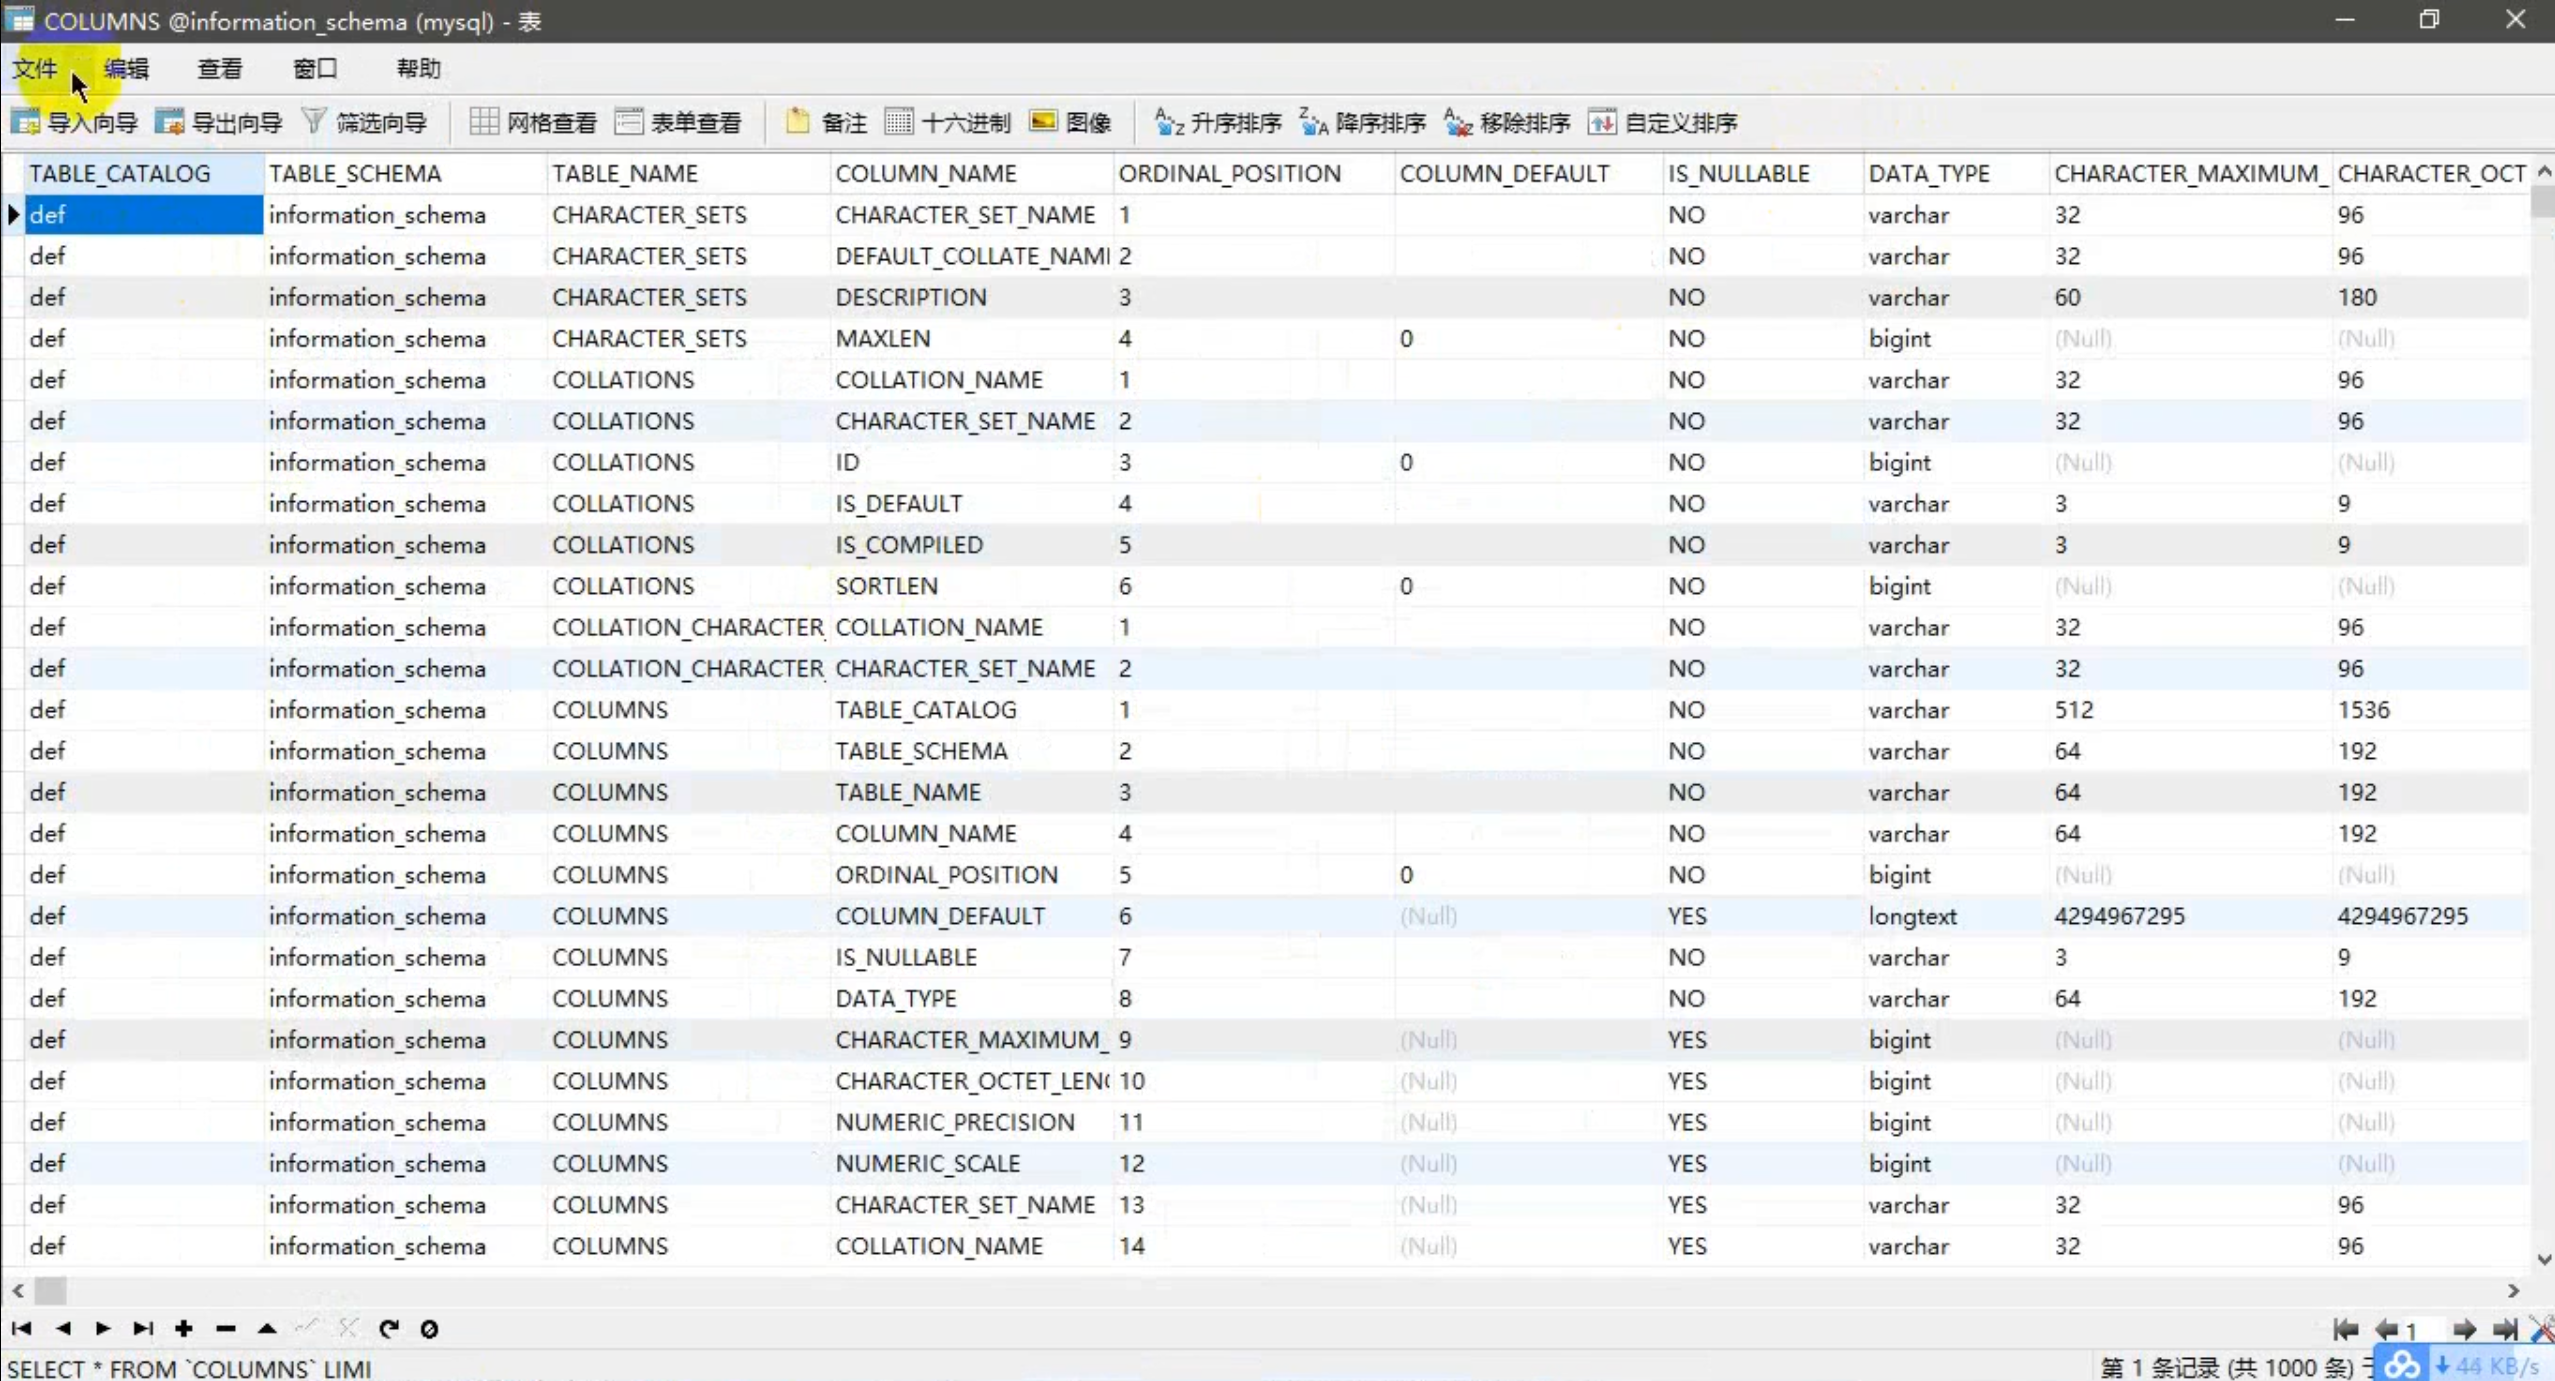 COLUMNS @information_schema (mysql) - 表
文件 编辑 查看 窗口 帮助
导入向导 导出向导 筛选向导 网格查看 表单查看 备注 十六进制 图像 升序排序 降序排序 移除排序 自定义排序
TABLE_CATALOG TABLE_SCHEMA TABLE_NAME COLUMN_NAME ORDINAL_POSITION COLUMN_DEFAULT IS_NULLABLE DATA_TYPE CHARACTER_MAXIMUM_ CHARACTER_OCT
def information_schema CHARACTER_SETS CHARACTER_SET_NAME 1 NO varchar 32 96
def information_schema CHARACTER_SETS DEFAULT_COLLATE_NAM 2 NO varchar 32 96
def information_schema CHARACTER_SETS DESCRIPTION 3 NO varchar 60 180
def information_schema CHARACTER_SETS MAXLEN 4 0 NO bigint (Null) (Null)
def information_schema COLLATIONS COLLATION_NAME 1 NO varchar 32 96
def information_schema COLLATIONS CHARACTER_SET_NAME 2 NO varchar 32 96
def information_schema COLLATIONS ID 3 0 NO bigint (Null) (Null)
def information_schema COLLATIONS IS_DEFAULT 4 NO varchar 3 9
def information_schema COLLATIONS IS_COMPILED 5 NO varchar 3 9
def information_schema COLLATIONS SORTLEN 6 0 NO bigint (Null) (Null)
def information_schema COLLATION_CHARACTER_ COLLATION_NAME 1 NO varchar 32 96
def information_schema COLLATION_CHARACTER_ CHARACTER_SET_NAME 2 NO varchar 32 96
def information_schema COLUMNS TABLE_CATALOG 1 NO varchar 512 1536
def information_schema COLUMNS TABLE_SCHEMA 2 NO varchar 64 192
def information_schema COLUMNS TABLE_NAME 3 NO varchar 64 192
def information_schema COLUMNS COLUMN_NAME 4 NO varchar 64 192
def information_schema COLUMNS ORDINAL_POSITION 5 0 NO bigint (Null) (Null)
def information_schema COLUMNS COLUMN_DEFAULT 6 (Null) YES longtext 4294967295 4294967295
def information_schema COLUMNS IS_NULLABLE 7 NO varchar 3 9
def information_schema COLUMNS DATA_TYPE 8 NO varchar 64 192
def information_schema COLUMNS CHARACTER_MAXIMUM_ 9 (Null) YES bigint (Null) (Null)
def information_schema COLUMNS CHARACTER_OCTET_LEN 10 (Null) YES bigint (Null) (Null)
def information_schema COLUMNS NUMERIC_PRECISION 11 (Null) YES bigint (Null) (Null)
def information_schema COLUMNS NUMERIC_SCALE 12 (Null) YES bigint (Null) (Null)
def information_schema COLUMNS CHARACTER_SET_NAME 13 (Null) YES varchar 32 96
def information_schema COLUMNS COLLATION_NAME 14 (Null) YES varchar 32 96
1
SELECT * FROM `COLUMNS` LIMI 第 1 条记录 (共 1000 条) 44 KB/s